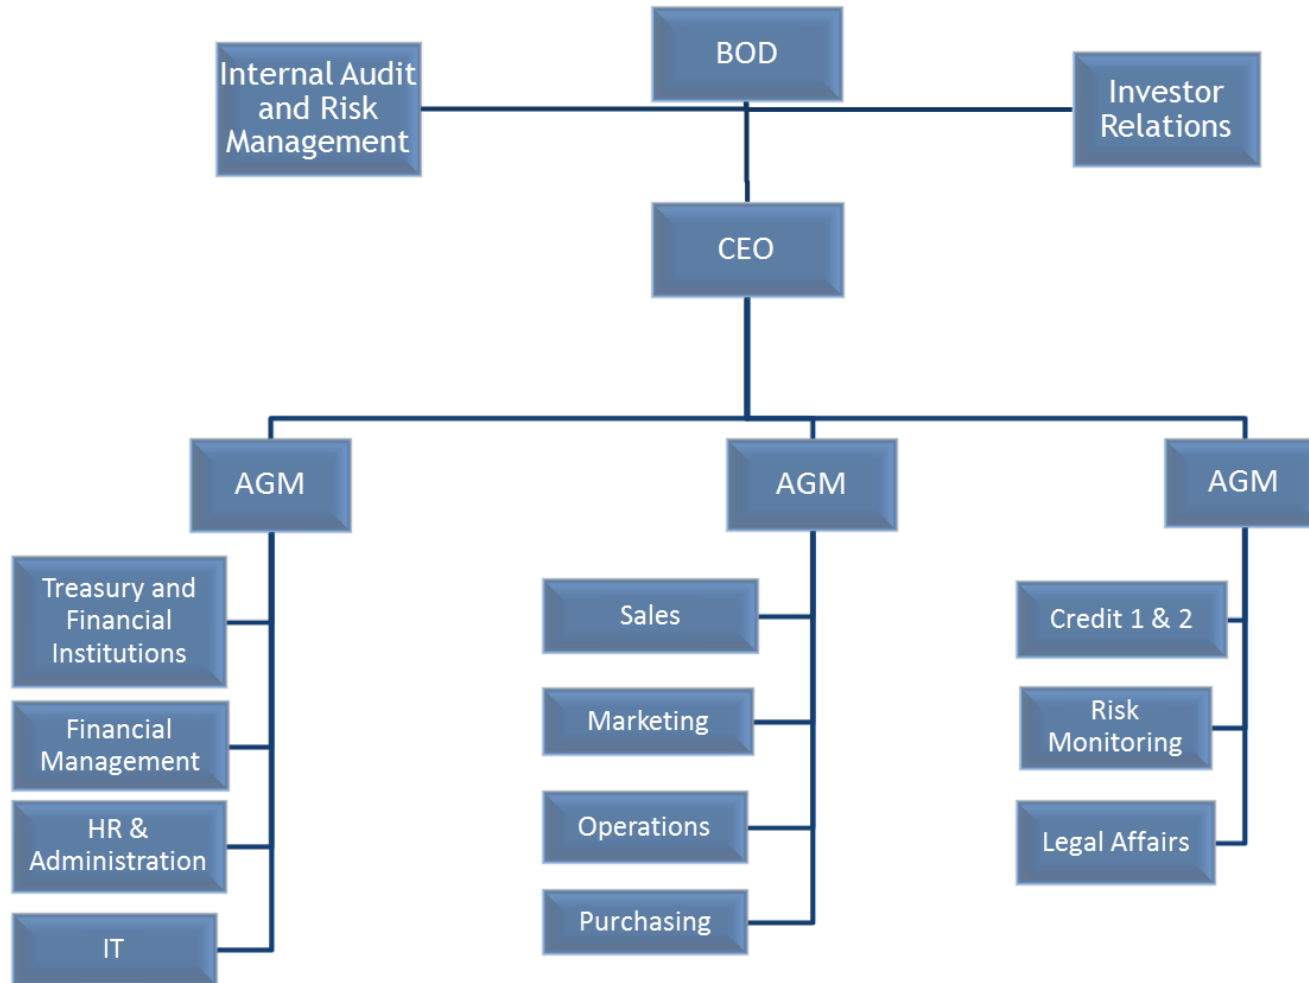 BOD
Internal Audit
and Risk
Management
Investor
Relations
CEO
AGM
AGM
AGM
Treasury and
Financial
Institutions
Financial
Management
HR &
Administration
IT
Sales
Marketing
Operations
Purchasing
Credit 1 & 2
Risk
Monitoring
Legal Affairs